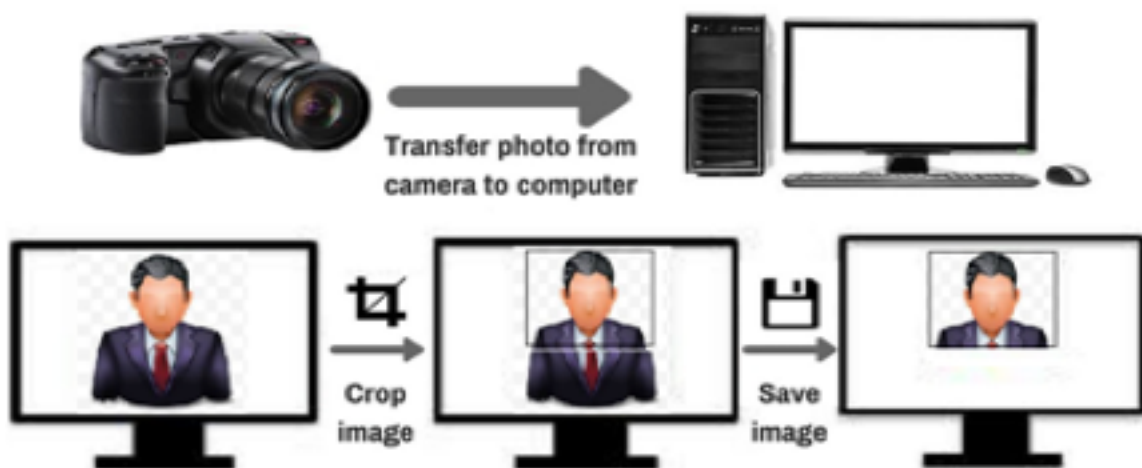 Transfer photo from
camera to computer
Crop
image
Save
image